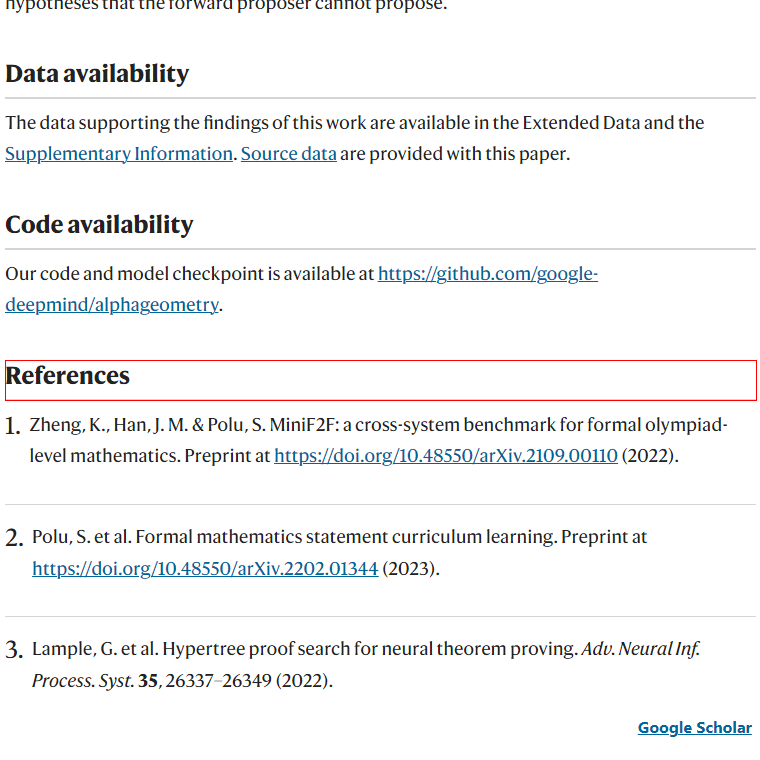 hypotheses that the forward proposer cannot propose.
Data availability
The data supporting the findings of this work are available in the Extended Data and the
Supplementary Information. Source data are provided with this paper.
Code availability
Our code and model checkpoint is available at https://github.com/google-
deepmind/alphageometry.
References
1. Zheng, K., Han, J. M. & Polu, S. MiniF2F: a cross-system benchmark for formal olympiad-
level mathematics. Preprint at https://doi.org/10.48550/arXiv.2109.00110 (2022).
2. Polu, S. et al. Formal mathematics statement curriculum learning. Preprint at
https://doi.org/10.48550/arXiv.2202.01344 (2023).
3. Lample, G. et al. Hypertree proof search for neural theorem proving. Adv. Neural Inf.
Process. Syst. 35, 26337–26349 (2022).
Google Scholar